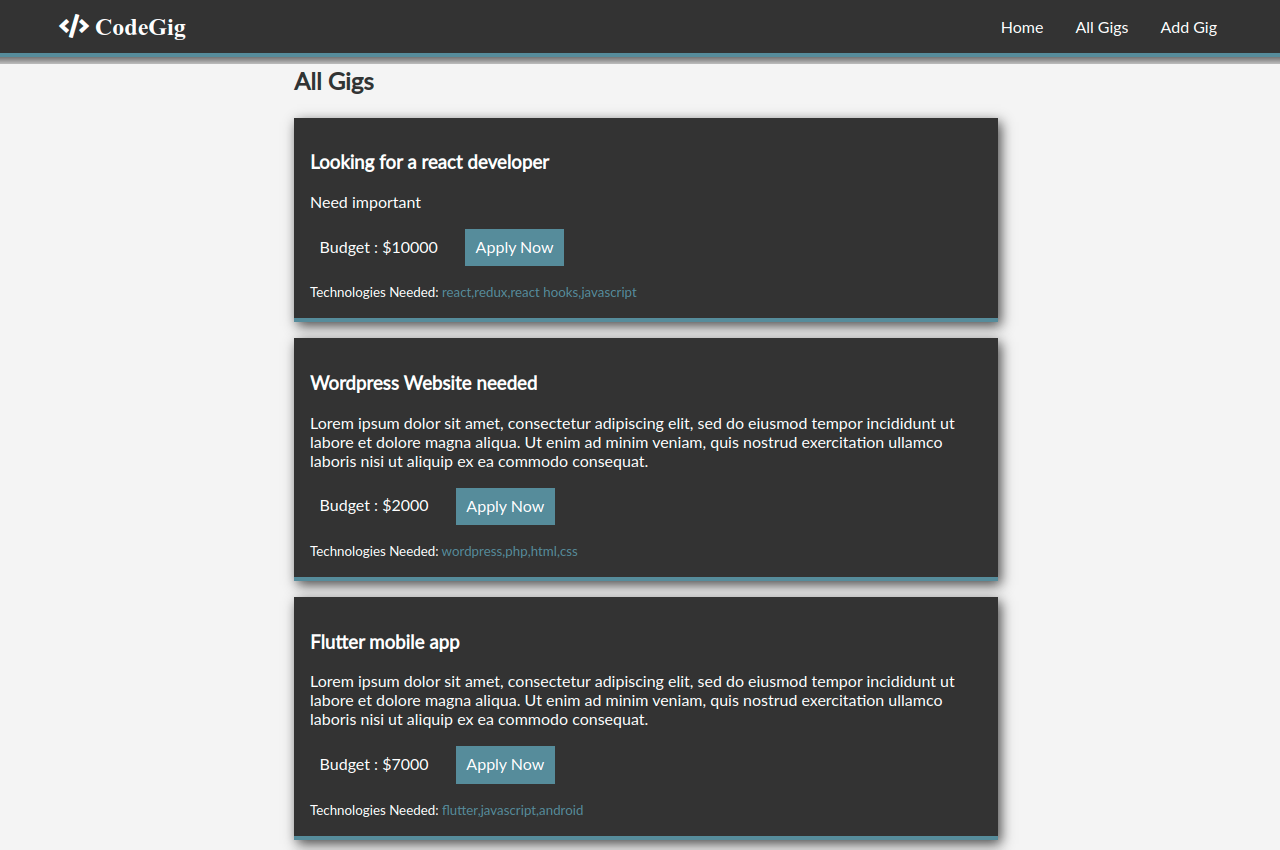 </> CodeGig
Home All Gigs Add Gig
All Gigs
Looking for a react developer
Need important
Budget : $10000 Apply Now
Technologies Needed: react,redux,react hooks,javascript
Wordpress Website needed
Lorem ipsum dolor sit amet, consectetur adipiscing elit, sed do eiusmod tempor incididunt ut
labore et dolore magna aliqua. Ut enim ad minim veniam, quis nostrud exercitation ullamco
laboris nisi ut aliquip ex ea commodo consequat.
Budget : $2000 Apply Now
Technologies Needed: wordpress,php,html,css
Flutter mobile app
Lorem ipsum dolor sit amet, consectetur adipiscing elit, sed do eiusmod tempor incididunt ut
labore et dolore magna aliqua. Ut enim ad minim veniam, quis nostrud exercitation ullamco
laboris nisi ut aliquip ex ea commodo consequat.
Budget : $7000 Apply Now
Technologies Needed: flutter,javascript,android